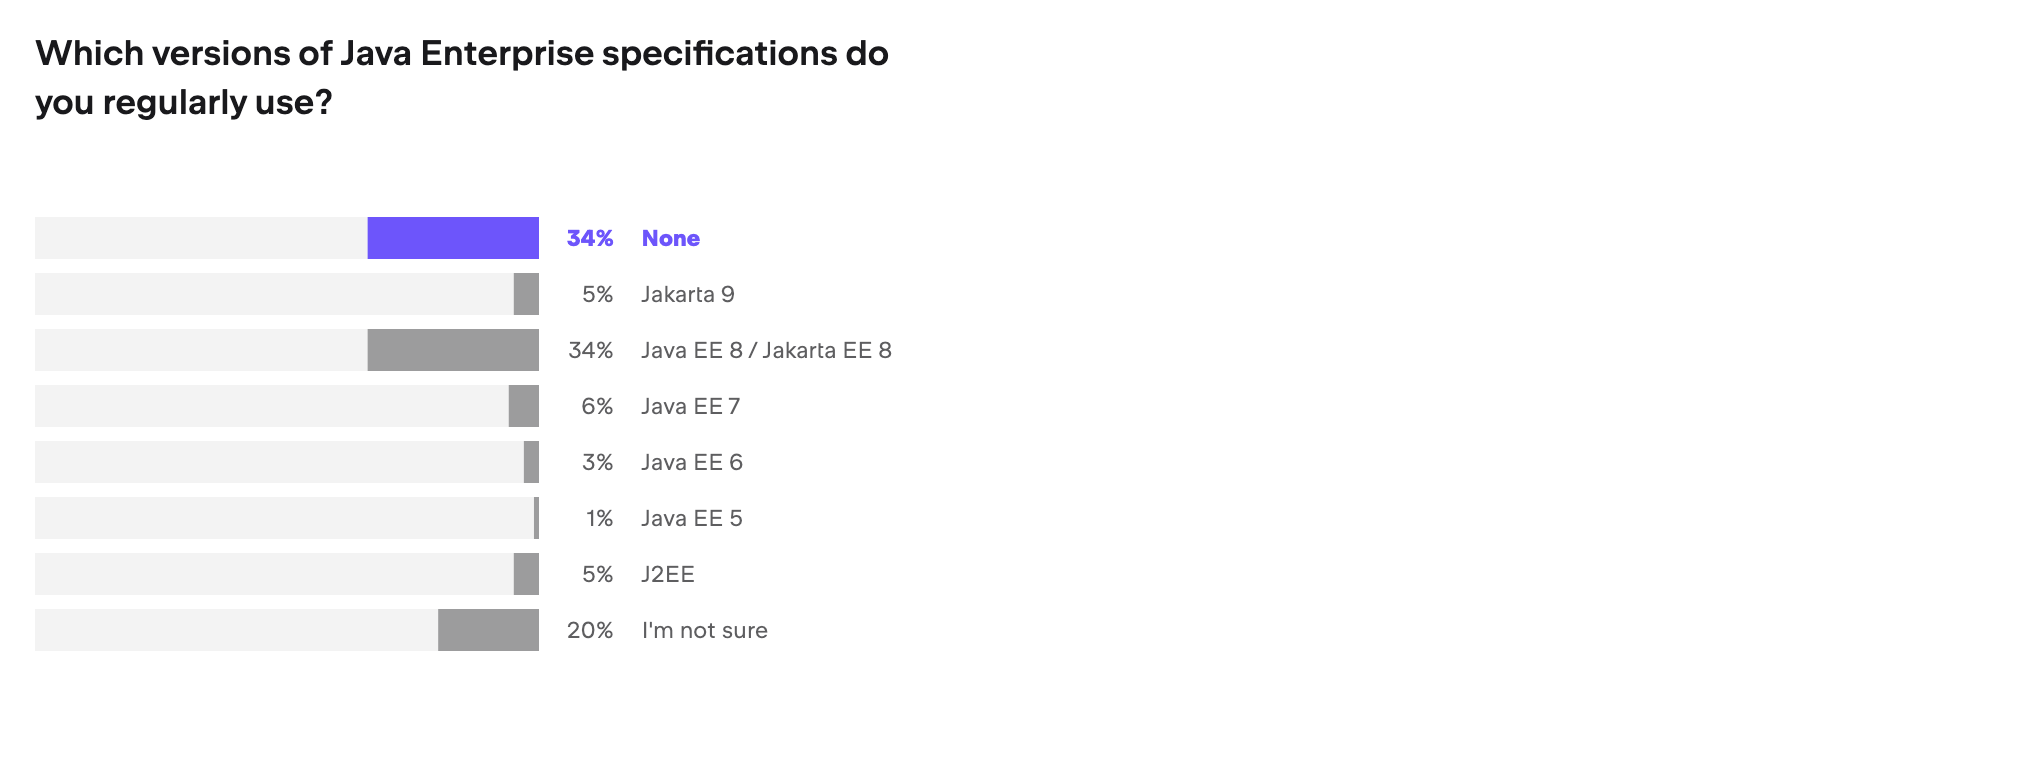 Which versions of Java Enterprise specifications do
you regularly use?
34% None
5% Jakarta 9
34% Java EE 8 / Jakarta EE 8
6% Java EE 7
3% Java EE 6
1% Java EE 5
5% J2EE
20% I'm not sure